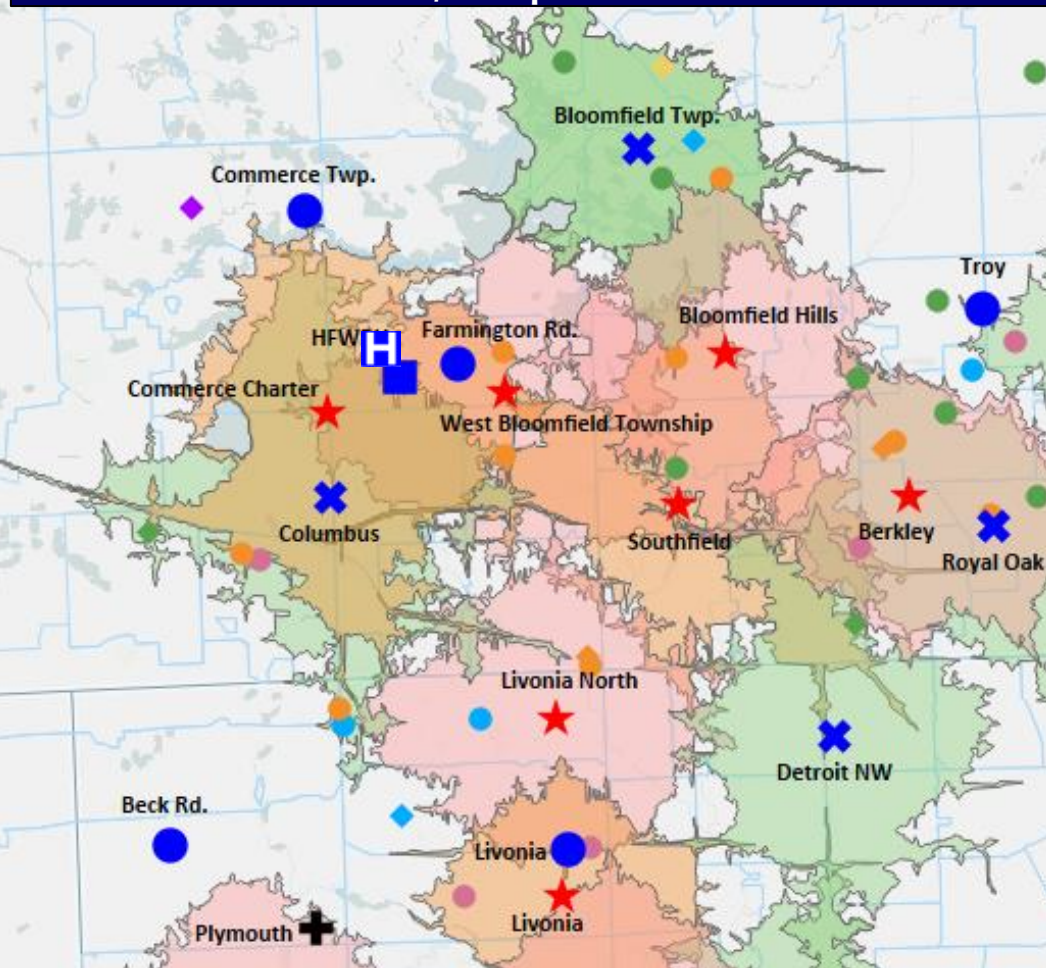 Bloomfield Twp.
Commerce Twp.
Troy
Bloomfield Hills
Farmington Rd.
HFW
H
Commerce Charter
West Bloomfield Township
Columbus
Southfield
Berkley
Royal Oak
Livonia North
Detroit NW
Beck Rd.
Livonia
Livonia
Plymouth